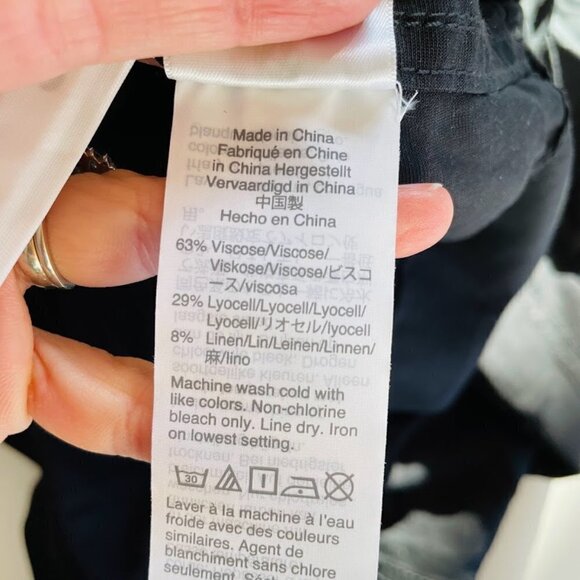 Made in China
Fabriqué en Chine
in China Hergestellt
Vervaardigd in China
中国製
Hecho en China
63% Viscose/Viscose/
Viskose/Viscose/ビスコ
ース/viscosa
29% Lyocell/Lyocell/Lyocell/
Lyocell/リオセル/lyocell
8% Linen/Lin/Leinen/Linnen/
麻/lino
Machine wash cold with
like colors. Non-chlorine
bleach only. Line dry. Iron
on lowest setting.
30
Laver à la machine à l'eau
froide avec des couleurs
similaires. Agent de
blanchiment sans chlore
seulement.